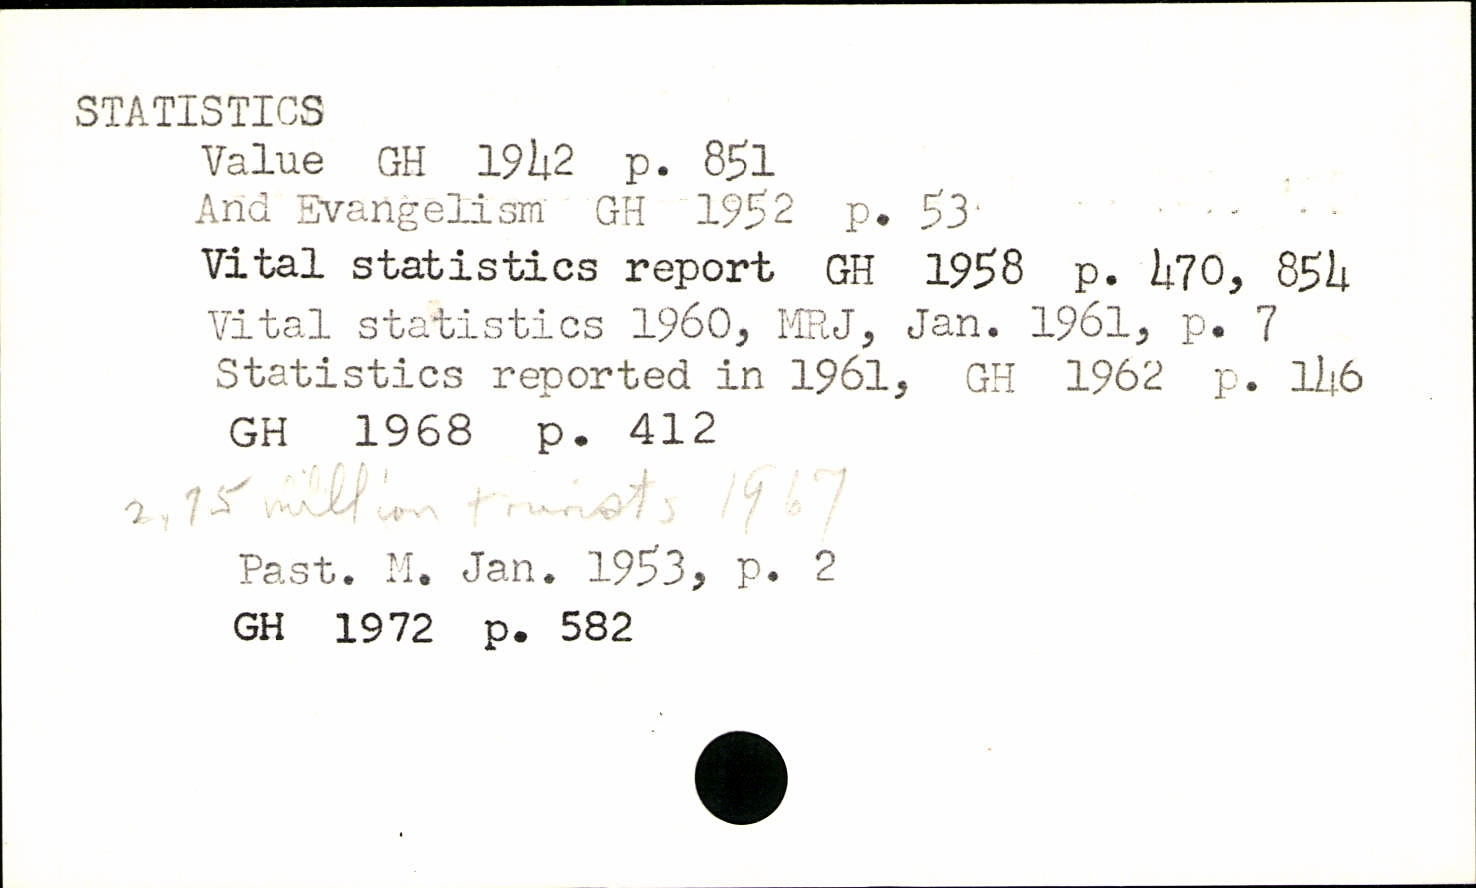 STATISTICS
Value GH 1942 p. 851
And Evangelism GH 1952 p. 53
Vital statistics report GH 1958 p. 470, 854
Vital statistics 1960, MRJ, Jan. 1961, p. 7
Statistics reported in 1961, GH 1962 p. 146
GH 1968 p. 412
2,75 million tourists 1967
Past. M. Jan. 1953, p. 2
GH 1972 p. 582